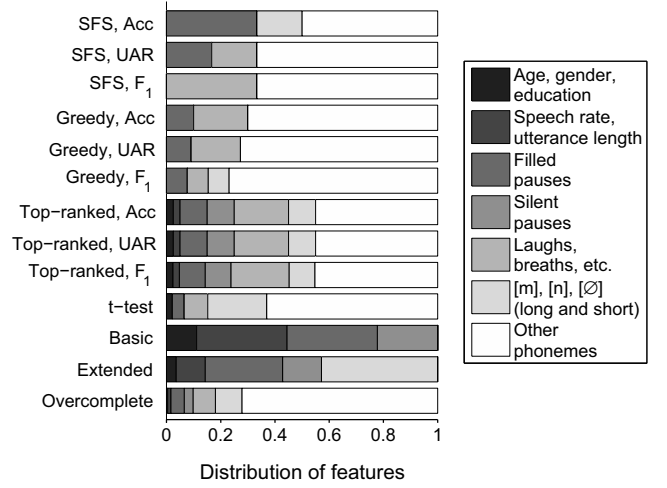 SFS, Acc
SFS, UAR
SFS, F1
Greedy, Acc
Greedy, UAR
Greedy, F1
Top−ranked, Acc
Top−ranked, UAR
Top−ranked, F1
t−test
Basic
Extended
Overcomplete
0 0.2 0.4 0.6 0.8 1
Distribution of features
Age, gender,
education
Speech rate,
utterance length
Filled
pauses
Silent
pauses
Laughs,
breaths, etc.
[m], [n], [∅]
(long and short)
Other
phonemes